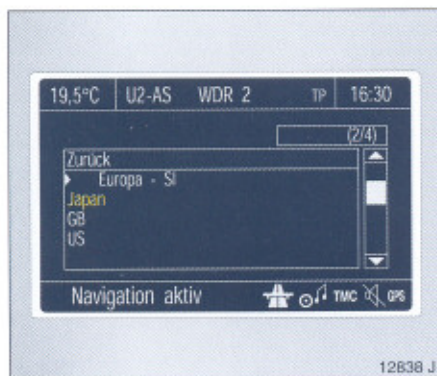 19,5°C U2-AS WDR 2 TP 16:30
(2/4)
Zurück
Europa - SI
Japan
GB
US
Navigation aktiv TMC GPS
12838 J